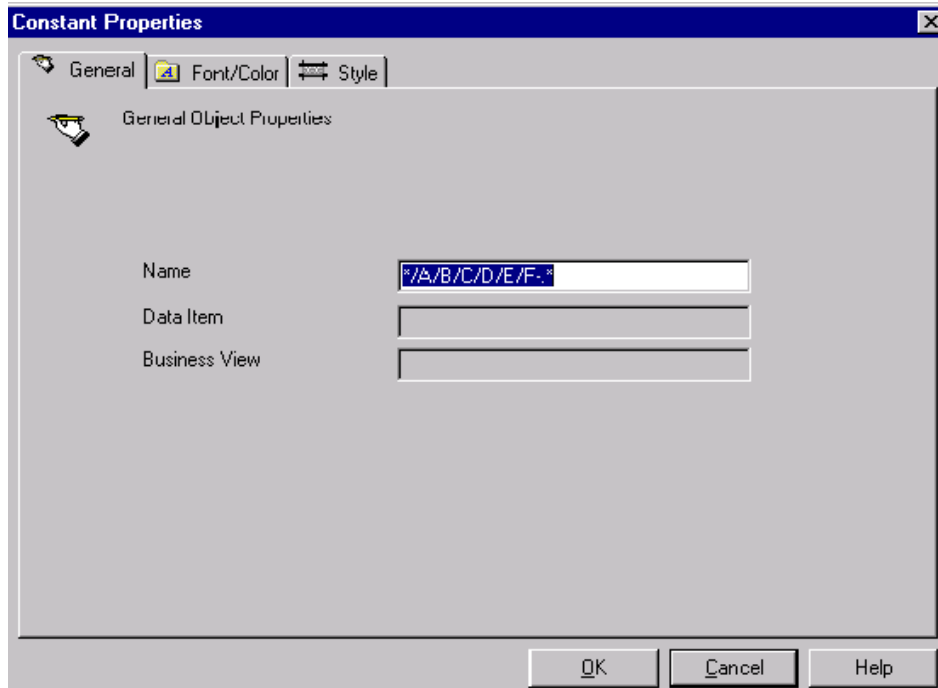 Constant Properties
General Font/Color Style
General Object Properties
Name */A/B/C/D/E/F-.*
Data Item
Business View
OK Cancel Help